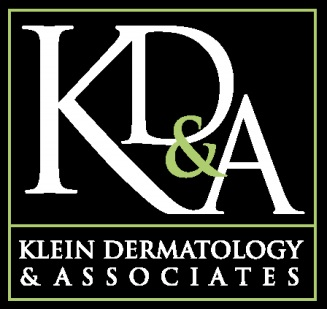 KD&A
KLEIN DERMATOLOGY
& ASSOCIATES